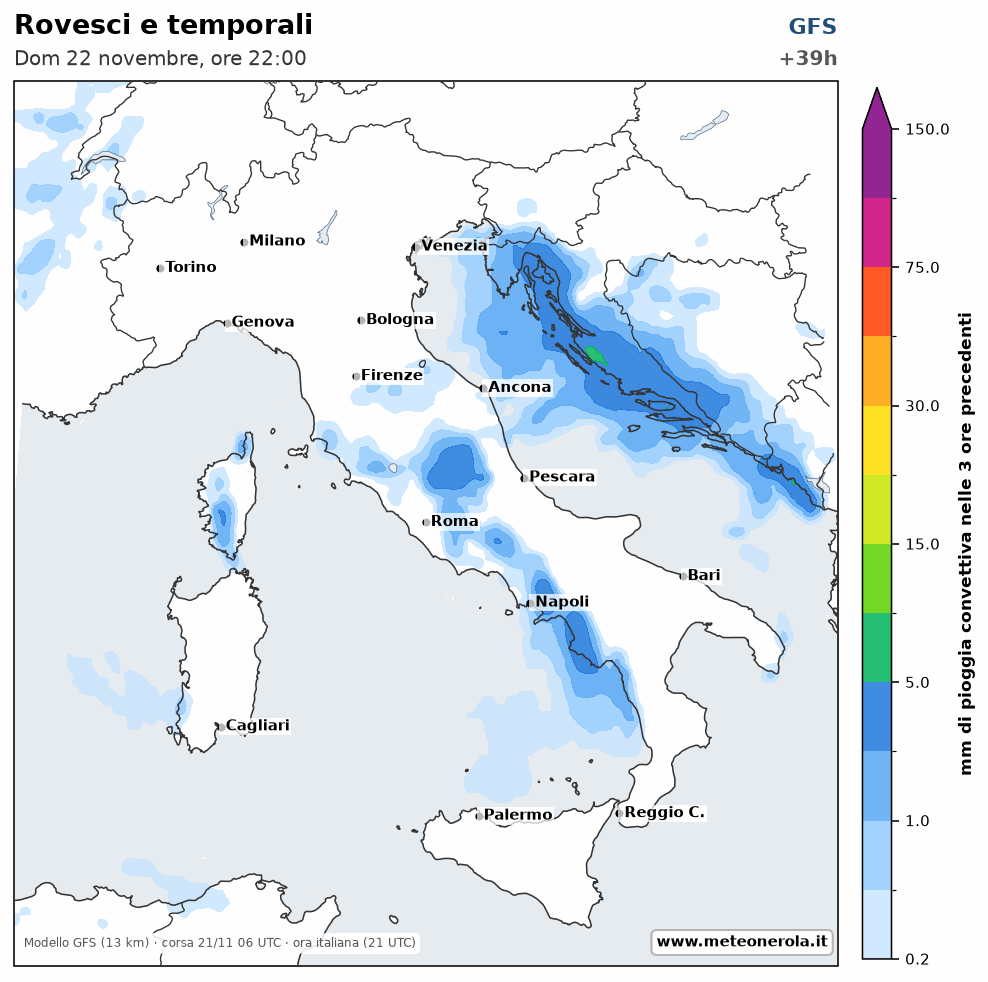 Rovesci e temporali
GFS
Dom 22 novembre, ore 22:00
+39h
150.0
75.0
30.0
15.0
5.0
1.0
0.2
mm di pioggia convettiva nelle 3 ore precedenti
Milano
Venezia
Torino
Genova
Bologna
Firenze
Ancona
Pescara
Roma
Bari
Napoli
Cagliari
Palermo
Reggio C.
Modello GFS (13 km) · corsa 21/11 06 UTC · ora italiana (21 UTC)
www.meteonerola.it